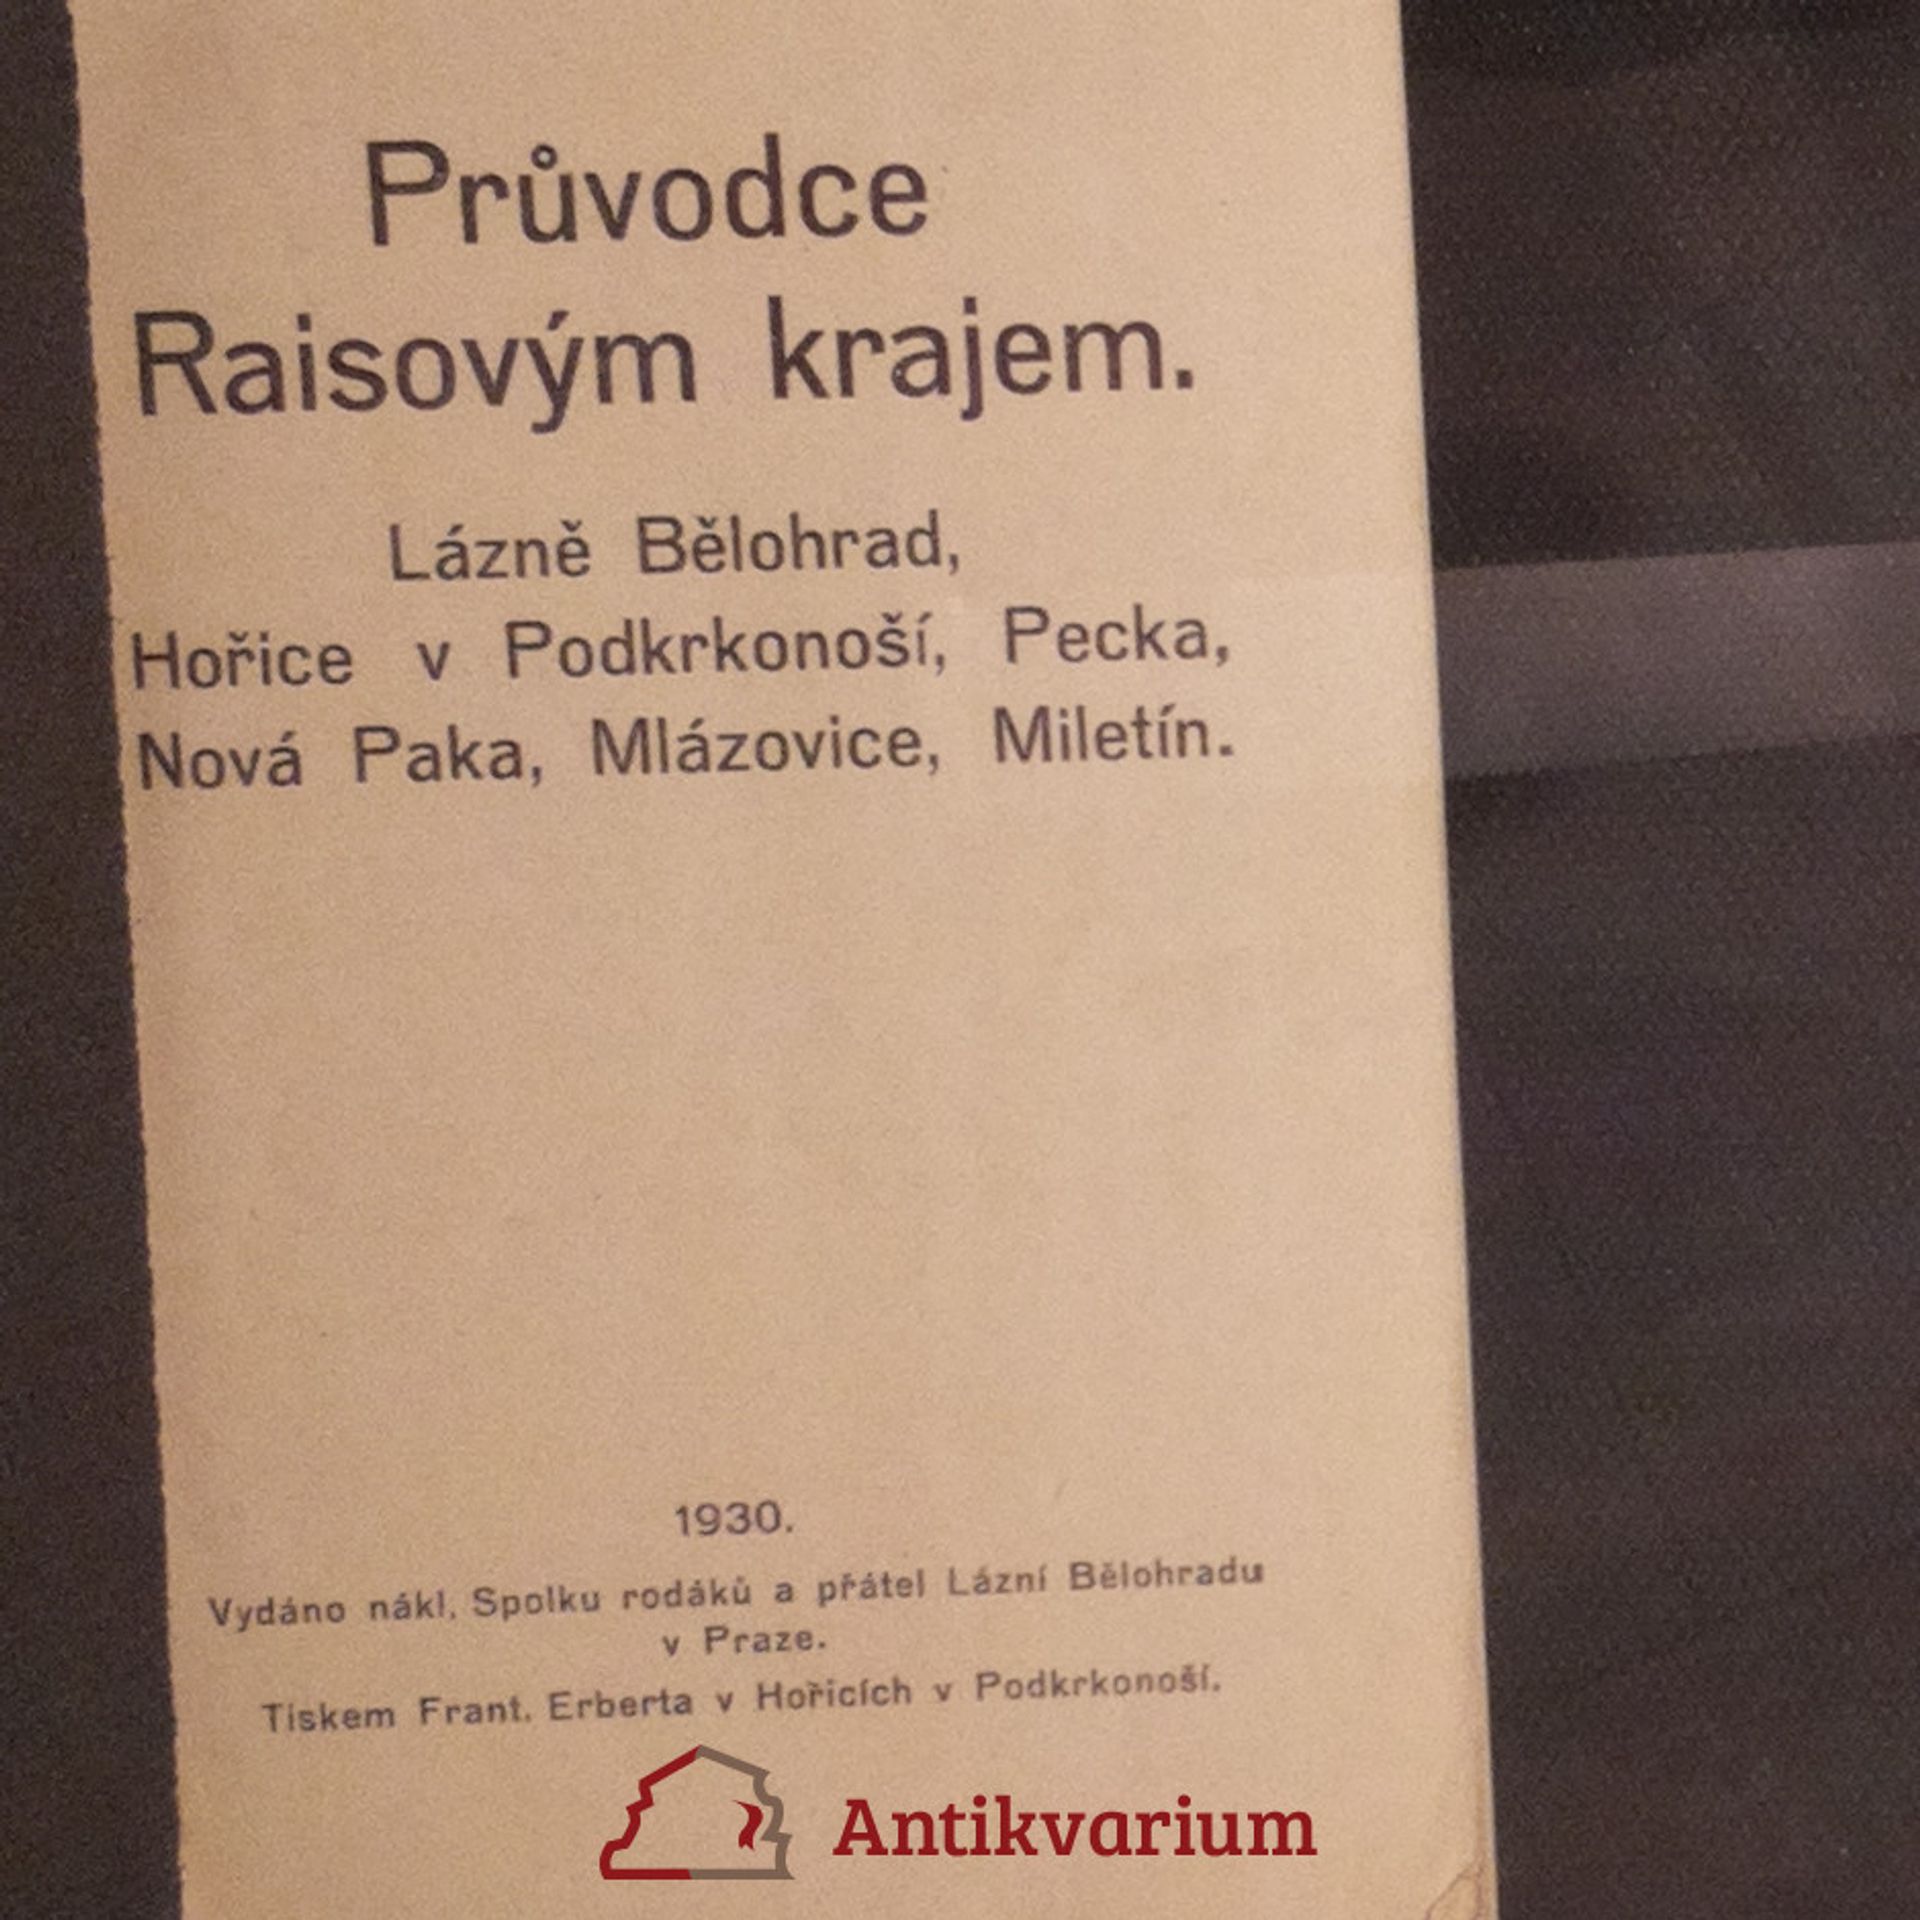 Průvodce
Raisovým krajem.
Lázně Bělohrad,
Hořice v Podkrkonoší, Pecka,
Nová Paka, Mlázovice, Miletín.
1930.
Vydáno nákl. Spolku rodáků a přátel Lázní Bělohradu
v Praze.
Tiskem Frant. Erberta v Hořicích v Podkrkonoší.
Antikvarium